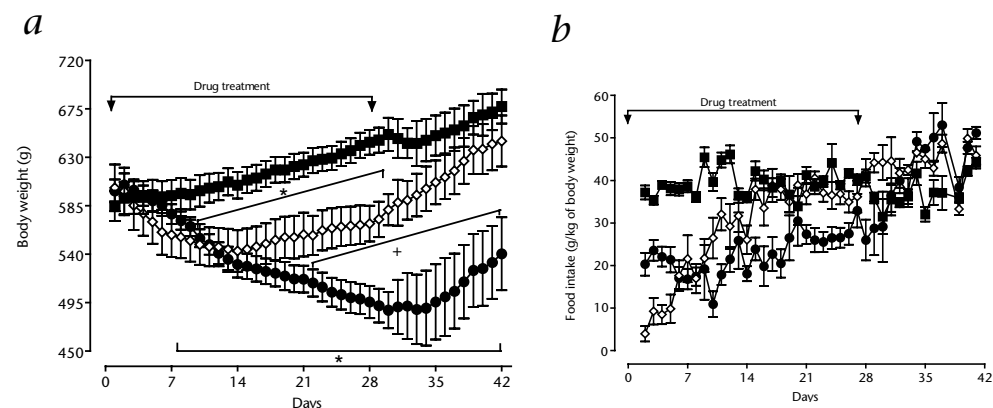 a
b
720
675
630
585
540
495
450
Body weight (g)
Drug treatment
*
+
*
0 7 14 21 28 35 42
Days
60
50
40
30
20
10
0
Food intake (g/kg of body weight)
Drug treatment
0 7 14 21 28 35 42
Days